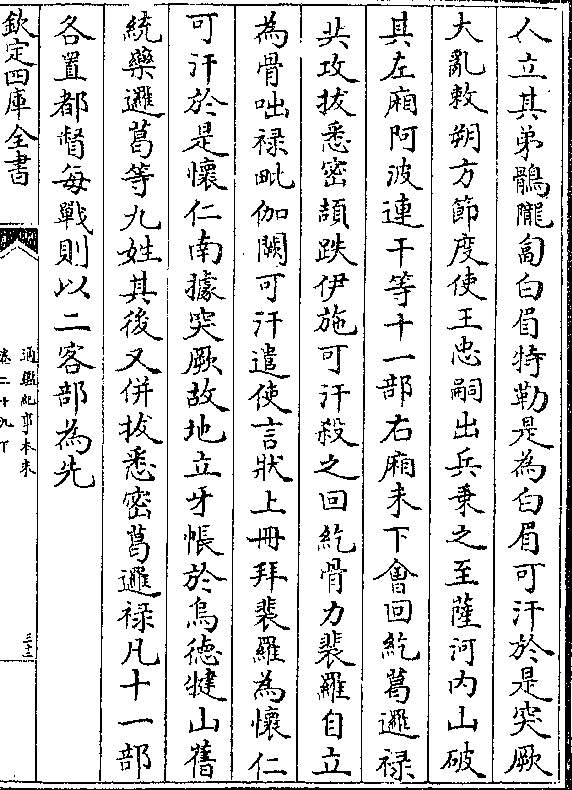 人立其弟鶻隴匐白眉特勒是為白眉可汗於是突厥
大亂敕朔方節度使王忠嗣出兵乗之至薩河内山破
其左廂阿波達干等十一部右廂未下㑹回紇葛邏禄
共攻拔悉密頡跌伊施可汗殺之回紇骨力裴羅自立
為骨咄禄毗伽闕可汗遣使言狀上冊拜裴羅為懷仁
可汗於是懷仁南據突厥故地立牙帳於烏德犍山舊
統藥邏葛等九姓其後又併拔悉密葛邏禄凡十一部
各置都督每戰則以二客部為先
欽定四庫全書
通鑑紀事本末
卷二十九下
三十二